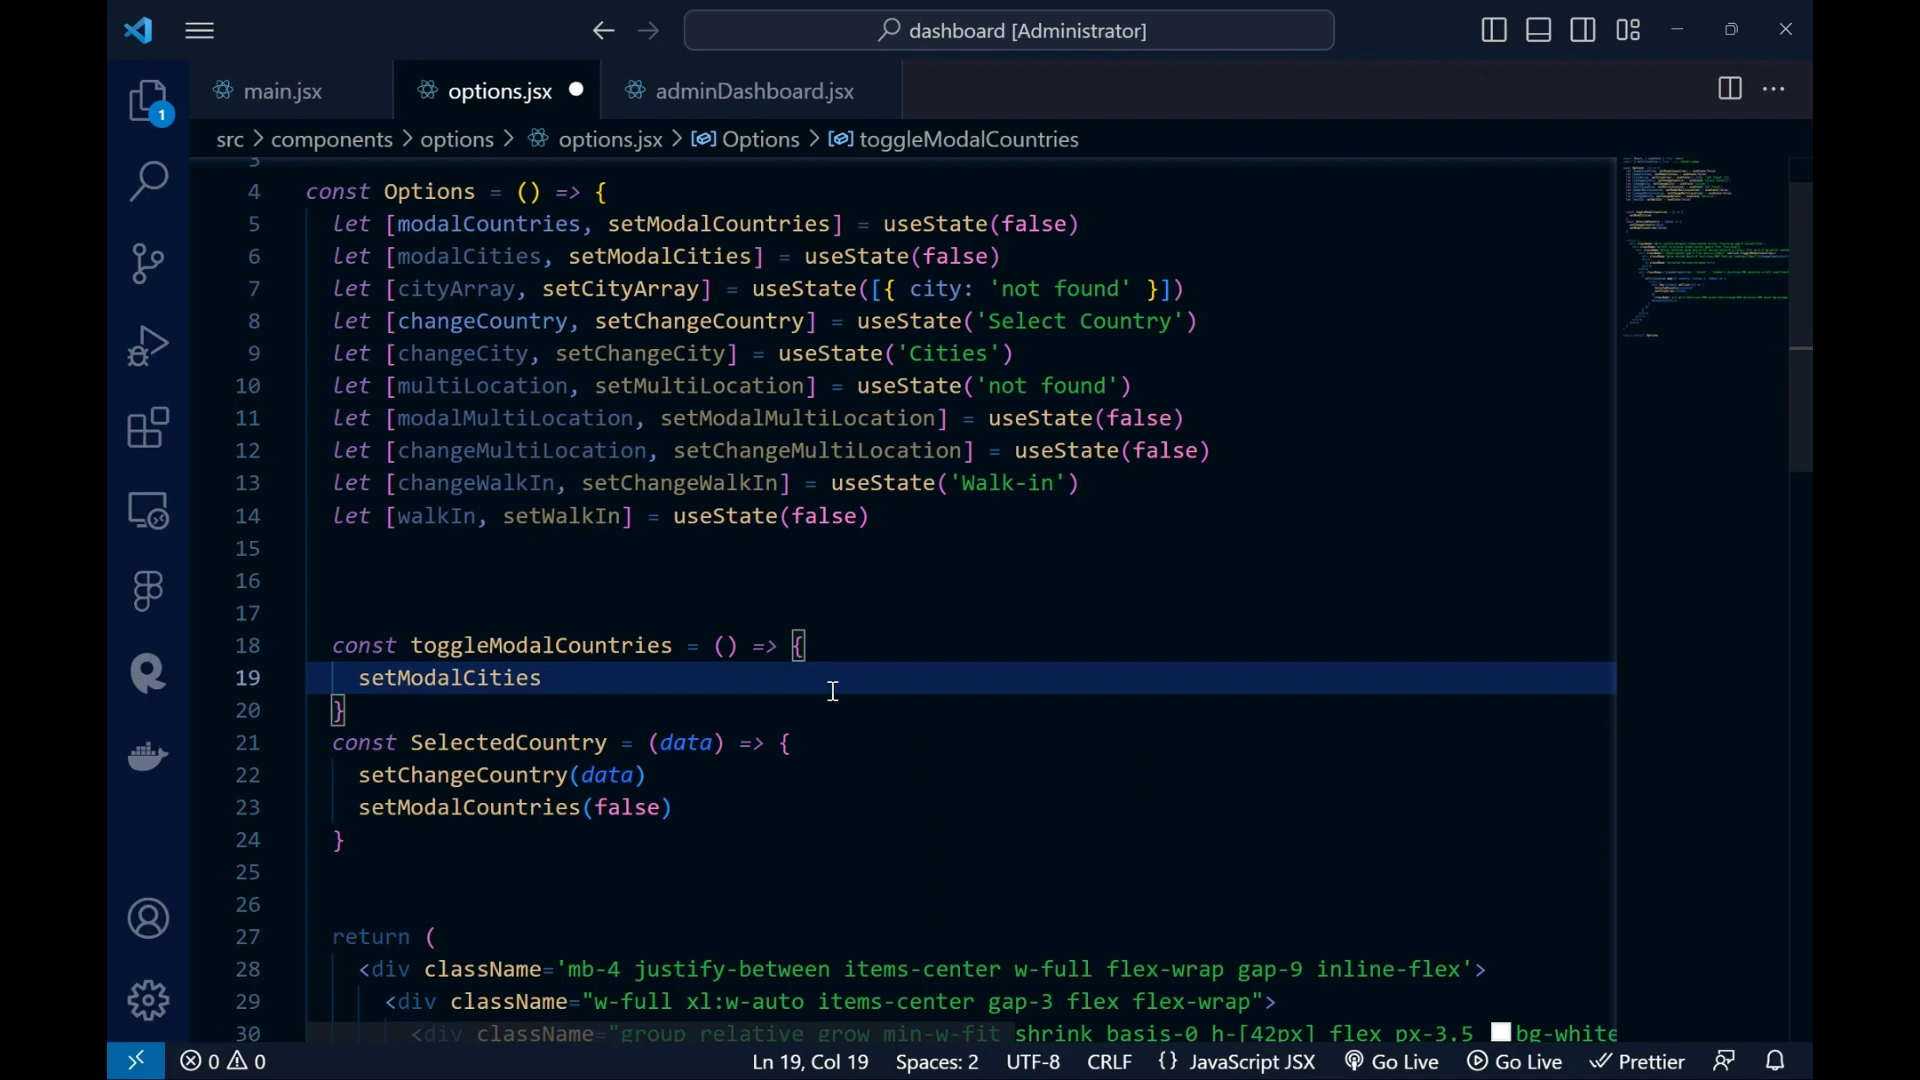 dashboard [Administrator]
main.jsx
options.jsx
adminDashboard.jsx
1
src > components > options > options.jsx > Options > toggleModalCountries
3
4 const Options = () => {
5 let [modalCountries, setModalCountries] = useState(false)
6 let [modalCities, setModalCities] = useState(false)
7 let [cityArray, setCityArray] = useState([{ city: 'not found' }])
8 let [changeCountry, setChangeCountry] = useState('Select Country')
9 let [changeCity, setChangeCity] = useState('Cities')
10 let [multiLocation, setMultiLocation] = useState('not found')
11 let [modalMultiLocation, setModalMultiLocation] = useState(false)
12 let [changeMultiLocation, setChangeMultiLocation] = useState(false)
13 let [changeWalkIn, setChangeWalkIn] = useState('Walk-in')
14 let [walkIn, setWalkIn] = useState(false)
15
16
17
18 const toggleModalCountries = () => {
19 setModalCities
20 }
21 const SelectedCountry = (data) => {
22 setChangeCountry(data)
23 setModalCountries(false)
24 }
25
26
27 return (
28 <div className='mb-4 justify-between items-center w-full flex-wrap gap-9 inline-flex'>
29 <div className="w-full xl:w-auto items-center gap-3 flex flex-wrap">
30 <div className="group relative grow min-w-fit shrink basis-0 h-[42px] flex px-3.5 bg-white
0 0 Ln 19, Col 19 Spaces: 2 UTF-8 CRLF {} JavaScript JSX Go Live Go Live Prettier